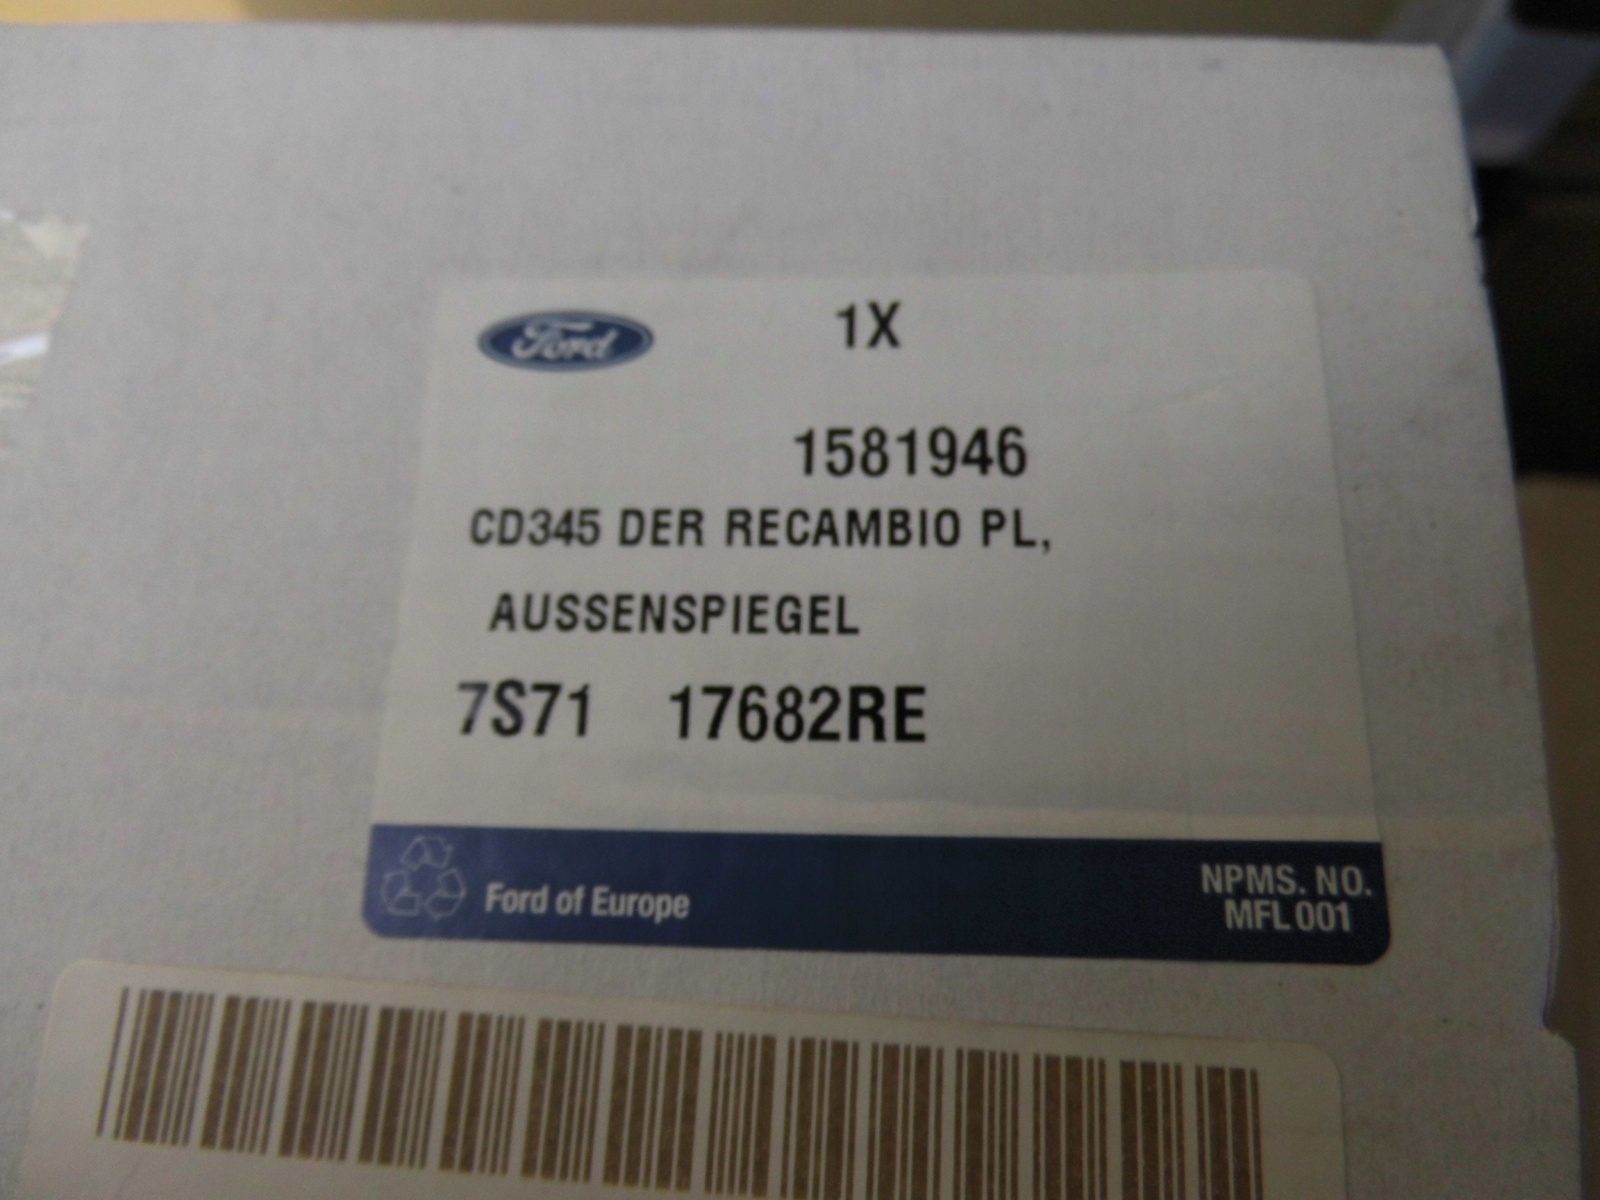 Ford
1X
1581946
CD345 DER RECAMBIO PL,
AUSSENSPIEGEL
7S71 17682RE
Ford of Europe
NPMS. NO.
MFL 001